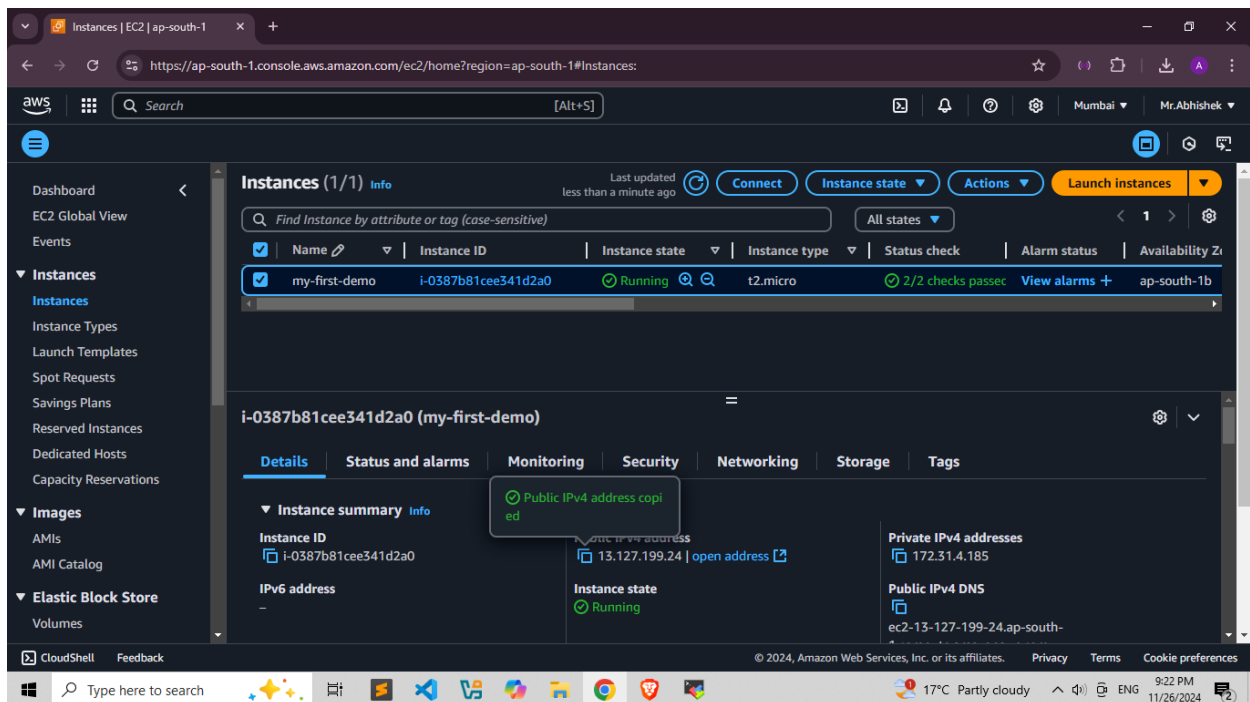 Instances | EC2 | ap-south-1
https://ap-south-1.console.aws.amazon.com/ec2/home?region=ap-south-1#Instances:
A
aws
Search
[Alt+S]
Mumbai
Mr.Abhishek
Dashboard
EC2 Global View
Events
Instances
Instances
Instance Types
Launch Templates
Spot Requests
Savings Plans
Reserved Instances
Dedicated Hosts
Capacity Reservations
Images
AMIs
AMI Catalog
Elastic Block Store
Volumes
Instances (1/1) Info
Last updated
less than a minute ago
Connect
Instance state
Actions
Launch instances
Find Instance by attribute or tag (case-sensitive)
All states
1
Name Instance ID Instance state Instance type Status check Alarm status Availability Zo
my-first-demo i-0387b81cee341d2a0 Running t2.micro 2/2 checks passec View alarms + ap-south-1b
i-0387b81cee341d2a0 (my-first-demo)
Details Status and alarms Monitoring Security Networking Storage Tags
Public IPv4 address copi
ed
Instance summary Info
Instance ID
i-0387b81cee341d2a0
Public IPv4 address
13.127.199.24 | open address
Private IPv4 addresses
172.31.4.185
IPv6 address
–
Instance state
Running
Public IPv4 DNS
ec2-13-127-199-24.ap-south-
CloudShell Feedback
© 2024, Amazon Web Services, Inc. or its affiliates. Privacy Terms Cookie preferences
Type here to search
17°C Partly cloudy
ENG
9:22 PM
11/26/2024
2